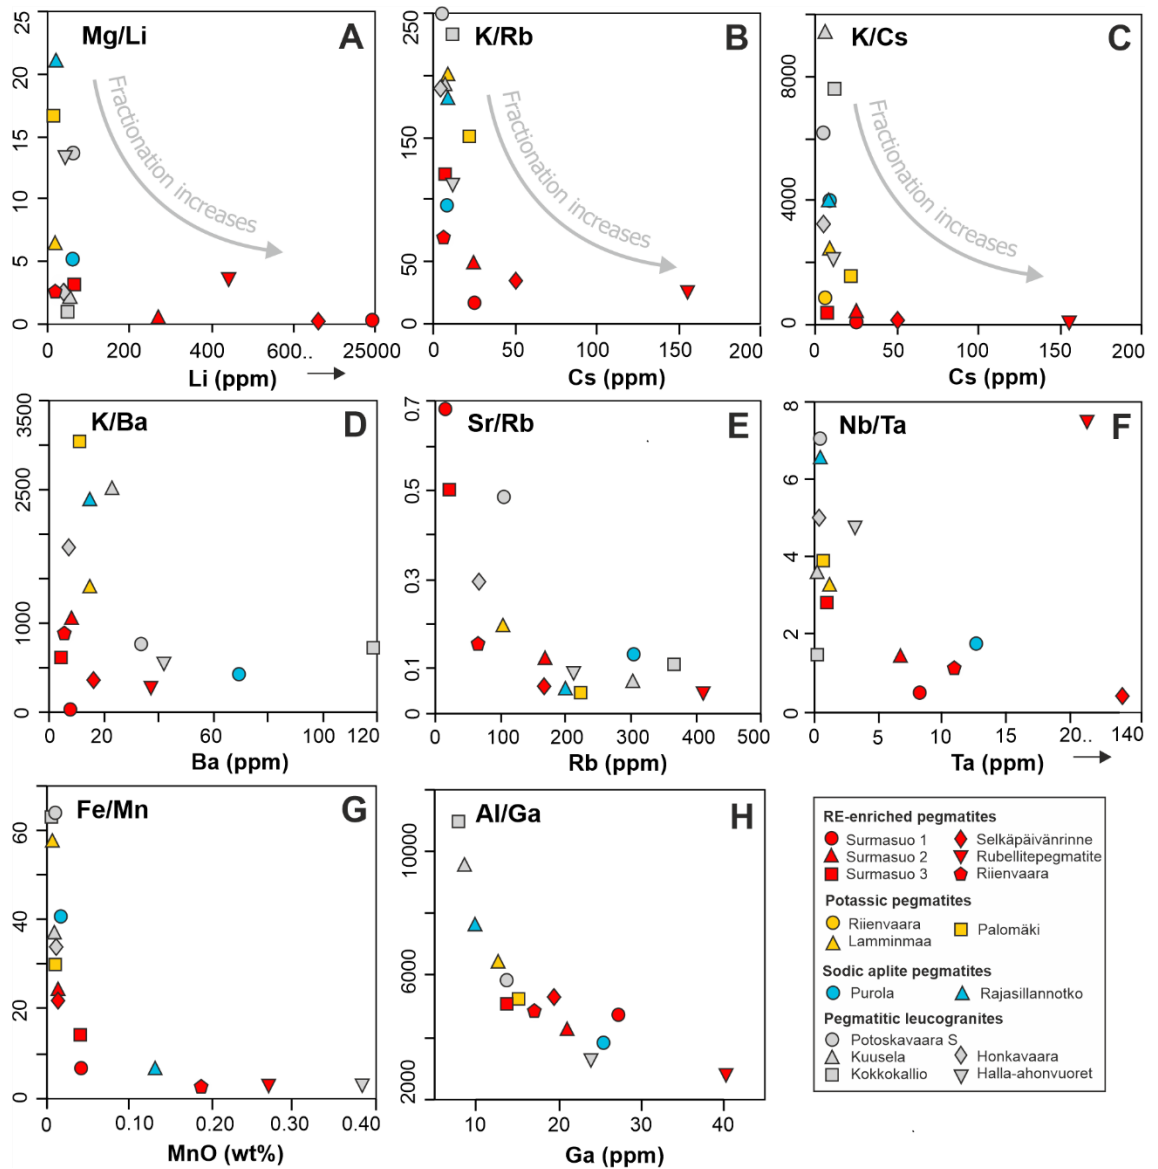 Mg/Li
A
25
20
15
10
5
0
Fractionation increases
0
200
400
600..
25000
Li (ppm)
K/Rb
B
250
150
100
50
0
Fractionation increases
0
50
100
150
200
Cs (ppm)
K/Cs
C
8000
4000
0
Fractionation increases
0
50
100
150
200
Cs (ppm)
K/Ba
D
3500
2500
1000
0
0
20
60
100
120
Ba (ppm)
Sr/Rb
E
0.7
0.5
0.3
0.1
0
0
100
200
300
400
500
Rb (ppm)
Nb/Ta
F
8
6
4
2
0
0
5
10
20..
140
Ta (ppm)
Fe/Mn
G
60
40
20
0
0
0.10
0.20
0.30
0.40
MnO (wt%)
Al/Ga
H
10000
6000
2000
10
20
30
40
Ga (ppm)
RE-enriched pegmatites
Surmasuo 1 Selkäpäivänrinne
Surmasuo 2 Rubellitepegmatite
Surmasuo 3 Riienvaara
Potassic pegmatites
Riienvaara Palomäki
Lamminmaa
Sodic aplite pegmatites
Purola Rajasillannotko
Pegmatitic leucogranites
Potoskavaara S
Kuusela Honkavaara
Kokkokallio Halla-ahonvuoret